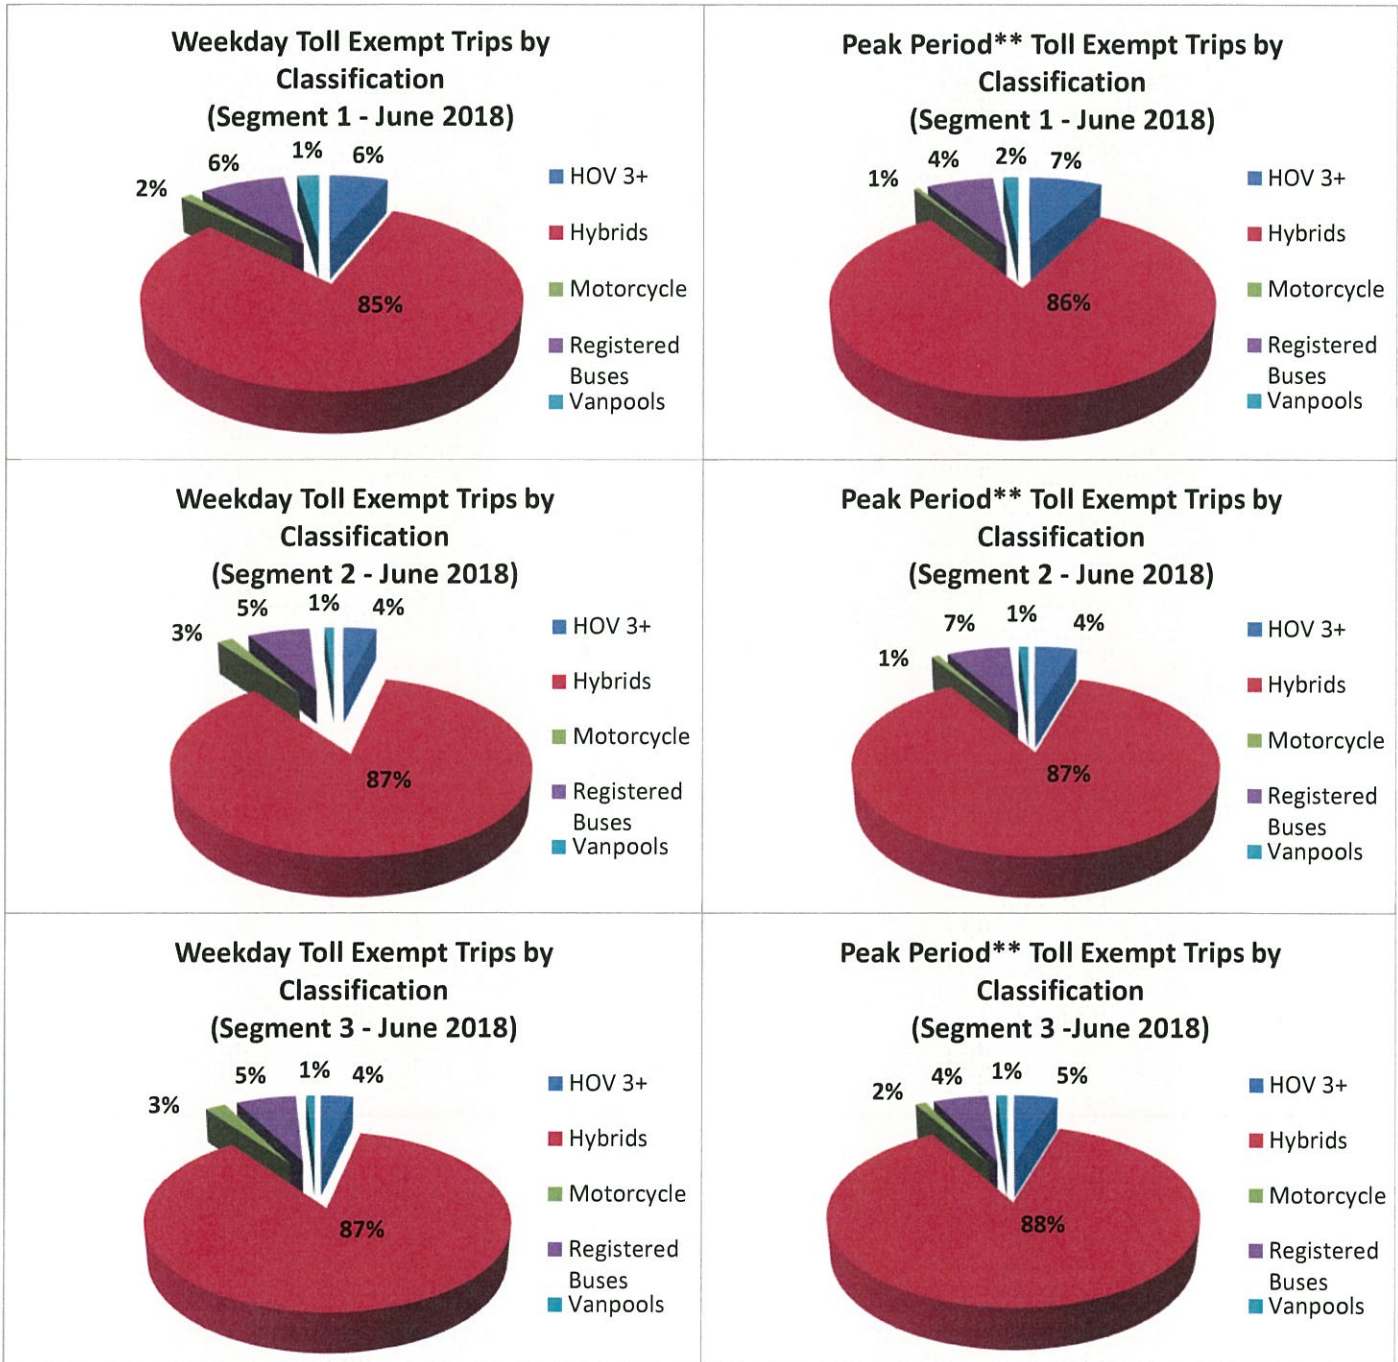 Weekday Toll Exempt Trips by
Classification
(Segment 1 - June 2018)
2%
6%
1%
6%
85%
HOV 3+
Hybrids
Motorcycle
Registered
Buses
Vanpools
Peak Period** Toll Exempt Trips by
Classification
(Segment 1 - June 2018)
1%
4%
2%
7%
86%
HOV 3+
Hybrids
Motorcycle
Registered
Buses
Vanpools
Weekday Toll Exempt Trips by
Classification
(Segment 2 - June 2018)
3%
5%
1%
4%
87%
HOV 3+
Hybrids
Motorcycle
Registered
Buses
Vanpools
Peak Period** Toll Exempt Trips by
Classification
(Segment 2 - June 2018)
1%
7%
1%
4%
87%
HOV 3+
Hybrids
Motorcycle
Registered
Buses
Vanpools
Weekday Toll Exempt Trips by
Classification
(Segment 3 - June 2018)
3%
5%
1%
4%
87%
HOV 3+
Hybrids
Motorcycle
Registered
Buses
Vanpools
Peak Period** Toll Exempt Trips by
Classification
(Segment 3 -June 2018)
2%
4%
1%
5%
88%
HOV 3+
Hybrids
Motorcycle
Registered
Buses
Vanpools